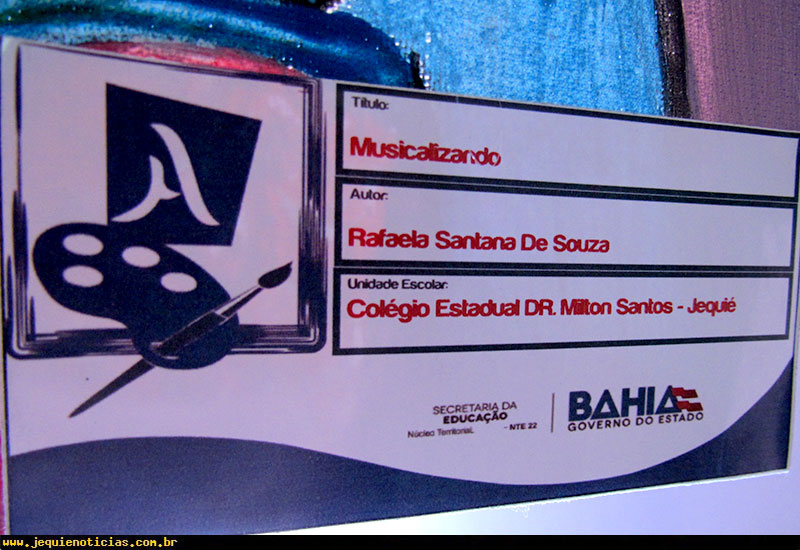 Título:
Musicalizando
Autor:
Rafaela Santana De Souza
Unidade Escolar:
Colégio Estadual DR. Milton Santos - Jequié
SECRETARIA DA
EDUCAÇÃO
Núcleo Territorial - NTE 22
BAHIA
GOVERNO DO ESTADO
www.jequienoticias.com.br